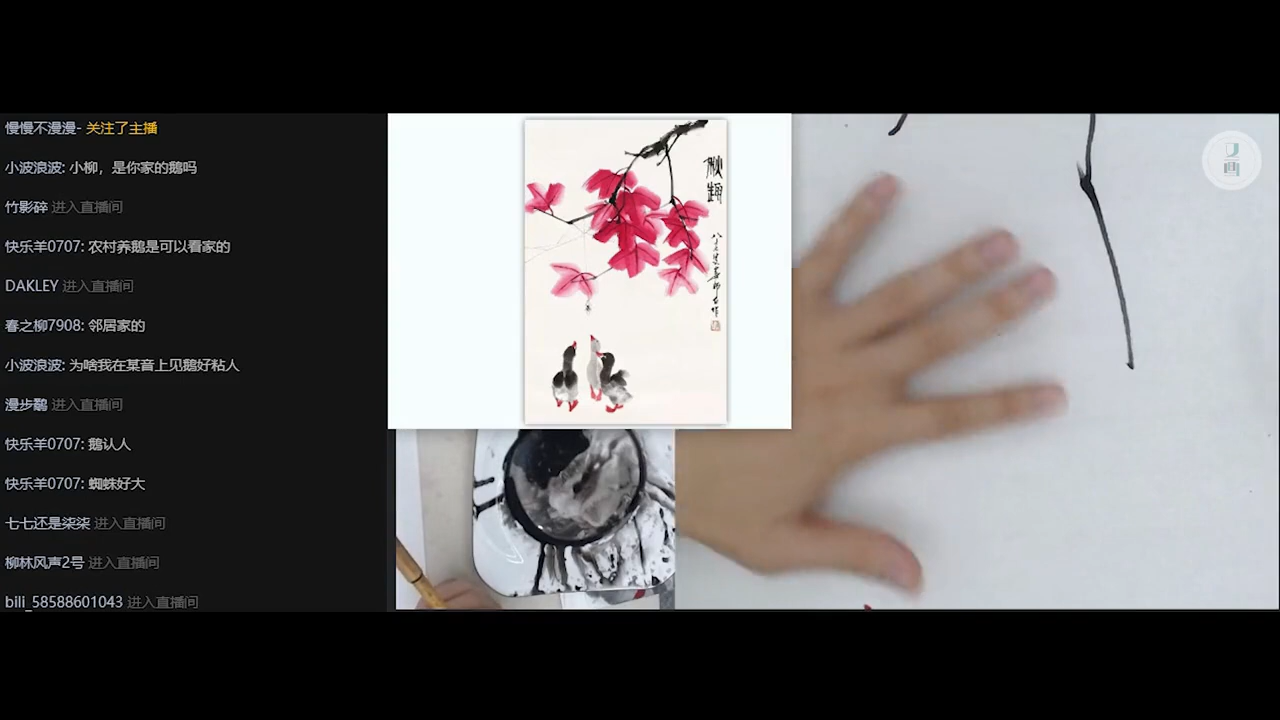 慢慢不漫漫- 关注了主播
小波浪波: 小柳，是你家的鹅吗
竹影碎 进入直播间
快乐羊0707: 农村养鹅是可以看家的
DAKLEY 进入直播间
春之柳7908: 邻居家的
小波浪波: 为啥我在某音上见鹅好粘人
漫步鹬 进入直播间
快乐羊0707: 鹅认人
快乐羊0707: 蜘蛛好大
七七还是柒柒 进入直播间
柳林风声2号 进入直播间
bili_58588601043 进入直播间
秋趣